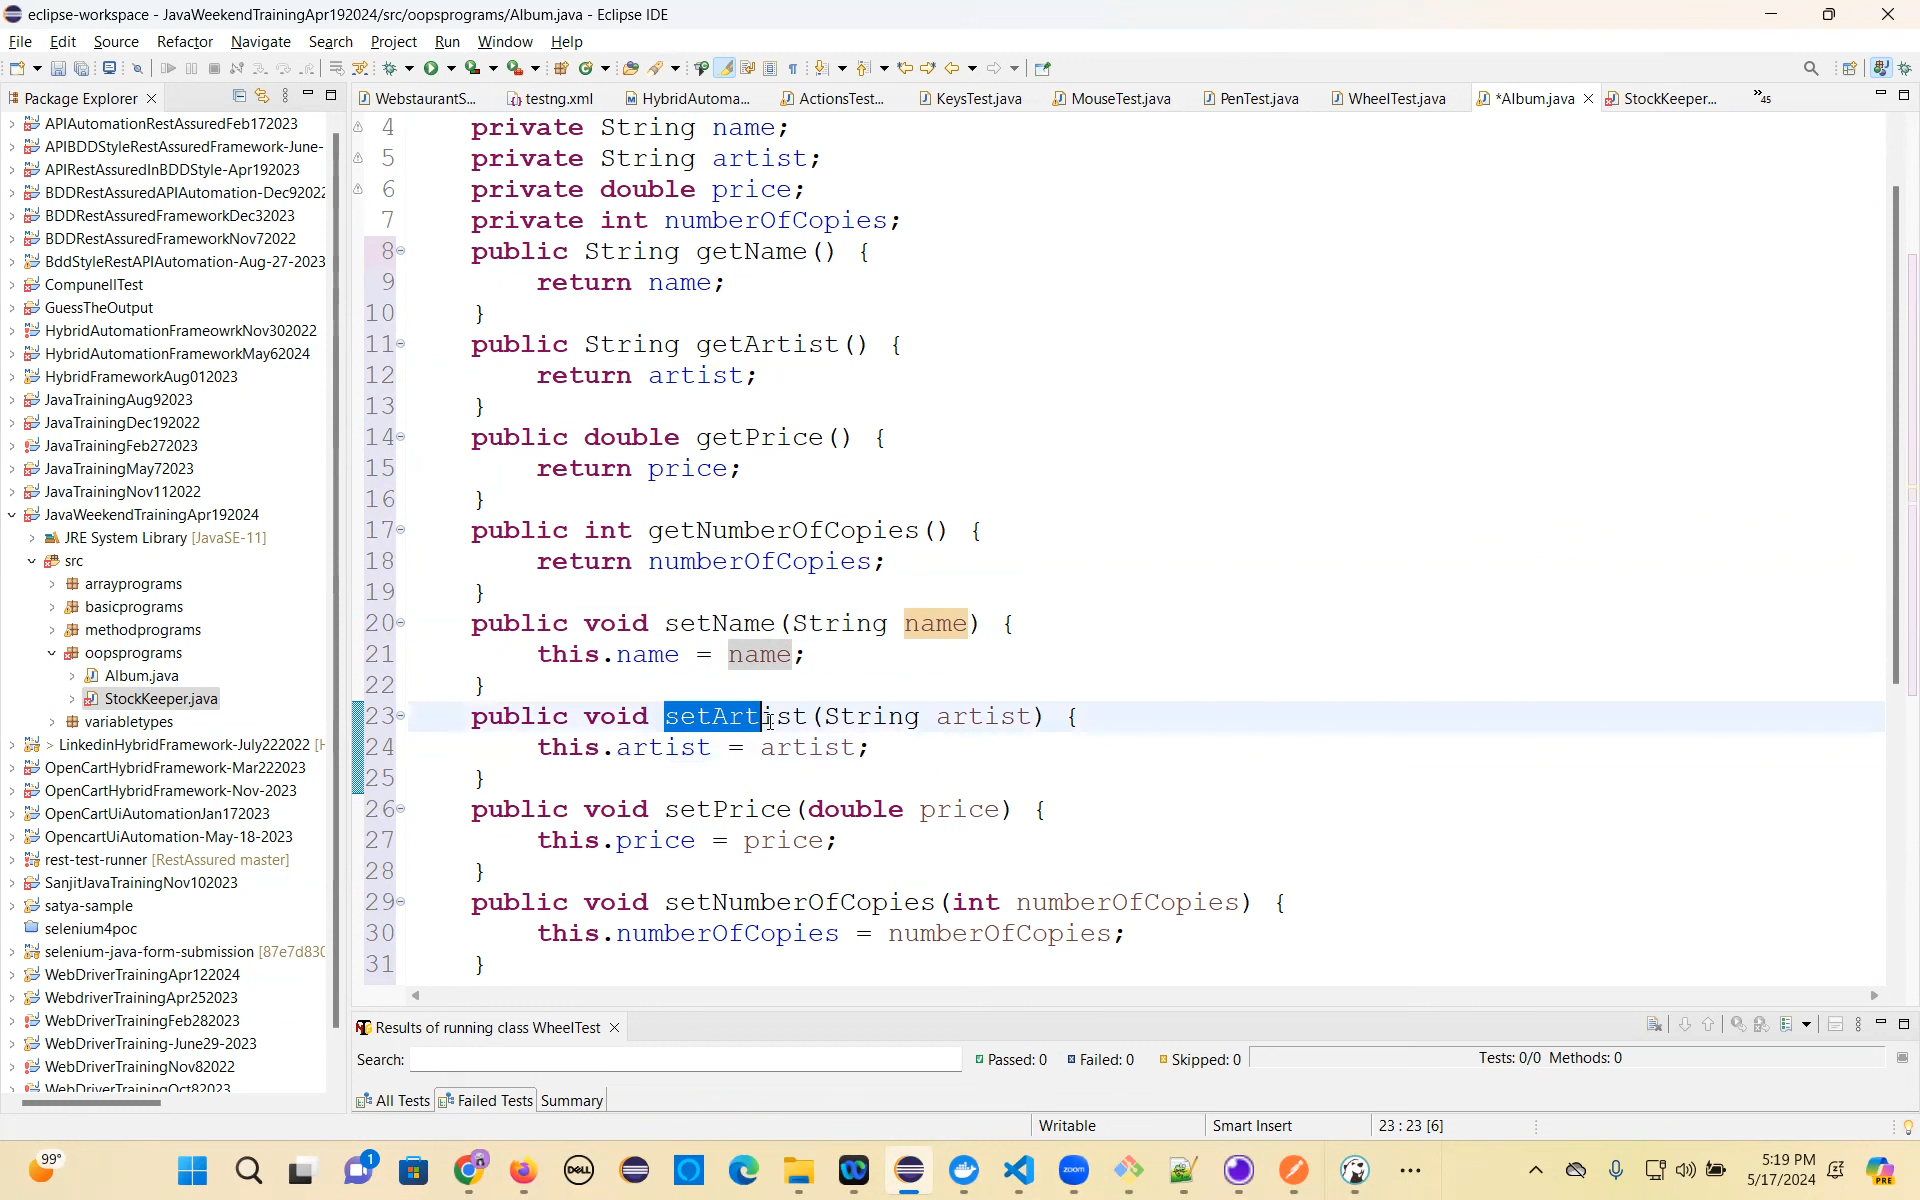 eclipse-workspace - JavaWeekendTrainingApr192024/src/oopsprograms/Album.java - Eclipse IDE
File Edit Source Refactor Navigate Search Project Run Window Help
Package Explorer
WebstaurantS... testng.xml HybridAutoma... ActionsTest... KeysTest.java MouseTest.java PenTest.java WheelTest.java *Album.java StockKeeper... »45
APIAutomationRestAssuredFeb172023
APIBDDStyleRestAssuredFramework-June-
APIRestAssuredInBDDStyle-Apr192023
BDDRestAssuredAPIAutomation-Dec92022
BDDRestAssuredFrameworkDec32023
BDDRestAssuredFrameworkNov72022
BddStyleRestAPIAutomation-Aug-27-2023
CompunellTest
GuessTheOutput
HybridAutomationFrameowrkNov302022
HybridAutomationFrameworkMay62024
HybridFrameworkAug012023
JavaTrainingAug92023
JavaTrainingDec192022
JavaTrainingFeb272023
JavaTrainingMay72023
JavaTrainingNov112022
JavaWeekendTrainingApr192024
JRE System Library [JavaSE-11]
src
arrayprograms
basicprograms
methodprograms
oopsprograms
Album.java
StockKeeper.java
variabletypes
> LinkedinHybridFramework-July222022 [H
OpenCartHybridFramework-Mar222023
OpenCartHybridFramework-Nov-2023
OpenCartUiAutomationJan172023
OpencartUiAutomation-May-18-2023
rest-test-runner [RestAssured master]
SanjitJavaTrainingNov102023
satya-sample
selenium4poc
selenium-java-form-submission [87e7d830
WebDriverTrainingApr122024
WebdriverTrainingApr252023
WebDriverTrainingFeb282023
WebDriverTraining-June29-2023
WebDriverTrainingNov82022
WebDriverTrainingOct82023
4 private String name;
5 private String artist;
6 private double price;
7 private int numberOfCopies;
8 public String getName() {
9 return name;
10 }
11 public String getArtist() {
12 return artist;
13 }
14 public double getPrice() {
15 return price;
16 }
17 public int getNumberOfCopies() {
18 return numberOfCopies;
19 }
20 public void setName(String name) {
21 this.name = name;
22 }
23 public void setArtist(String artist) {
24 this.artist = artist;
25 }
26 public void setPrice(double price) {
27 this.price = price;
28 }
29 public void setNumberOfCopies(int numberOfCopies) {
30 this.numberOfCopies = numberOfCopies;
31 }
Results of running class WheelTest
Search: Passed: 0 Failed: 0 Skipped: 0 Tests: 0/0 Methods: 0
All Tests Failed Tests Summary
Writable Smart Insert 23 : 23 [6]
99° 1 DELL zoom PRE
5:19 PM
5/17/2024